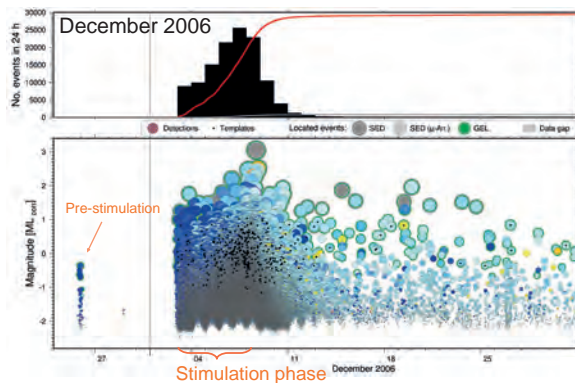 December 2006
No. events in 24 h
30000
25000
20000
15000
10000
5000
0
Detections Templates Located events: SED SED (μ-Arr.) GEL Data gap
Magnitude [ML corr]
3
2
1
0
-1
-2
Pre-stimulation
27 04 11 18 25
December 2006
Stimulation phase